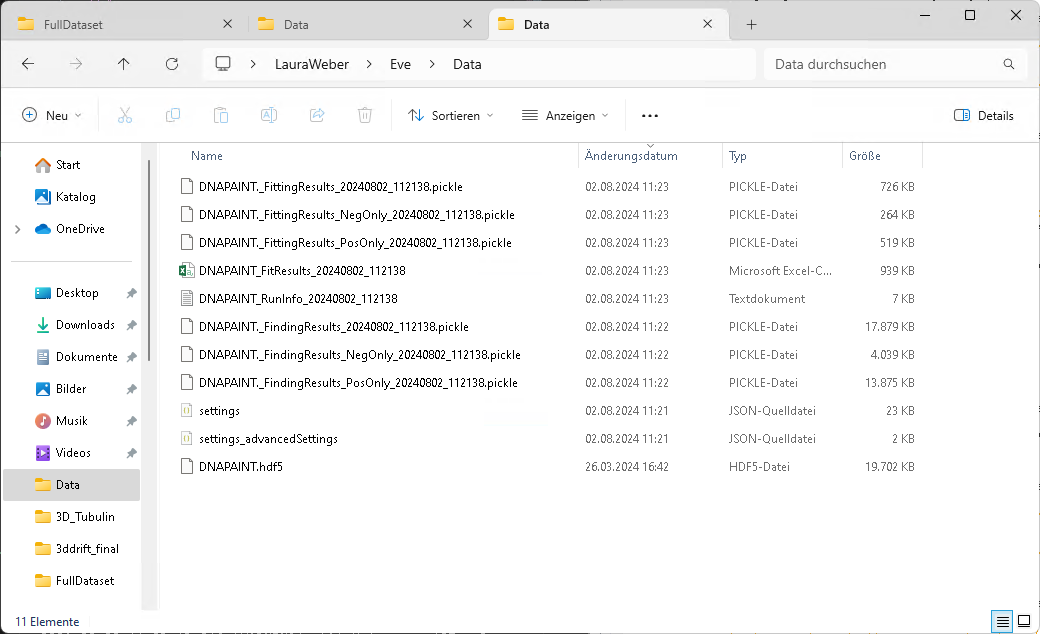 FullDataset Data Data
LauraWeber Eve Data Data durchsuchen
Neu Sortieren Anzeigen Details
Start
Katalog
OneDrive
Desktop
Downloads
Dokumente
Bilder
Musik
Videos
Data
3D_Tubulin
3ddrift_final
FullDataset
Name Änderungsdatum Typ Größe
DNAPAINT._FittingResults_20240802_112138.pickle 02.08.2024 11:23 PICKLE-Datei 726 KB
DNAPAINT._FittingResults_NegOnly_20240802_112138.pickle 02.08.2024 11:23 PICKLE-Datei 264 KB
DNAPAINT._FittingResults_PosOnly_20240802_112138.pickle 02.08.2024 11:23 PICKLE-Datei 519 KB
DNAPAINT_FitResults_20240802_112138 02.08.2024 11:23 Microsoft Excel-C... 939 KB
DNAPAINT_RunInfo_20240802_112138 02.08.2024 11:23 Textdokument 7 KB
DNAPAINT._FindingResults_20240802_112138.pickle 02.08.2024 11:22 PICKLE-Datei 17.879 KB
DNAPAINT._FindingResults_NegOnly_20240802_112138.pickle 02.08.2024 11:22 PICKLE-Datei 4.039 KB
DNAPAINT._FindingResults_PosOnly_20240802_112138.pickle 02.08.2024 11:22 PICKLE-Datei 13.875 KB
settings 02.08.2024 11:21 JSON-Quelldatei 23 KB
settings_advancedSettings 02.08.2024 11:21 JSON-Quelldatei 2 KB
DNAPAINT.hdf5 26.03.2024 16:42 HDF5-Datei 19.702 KB
11 Elemente